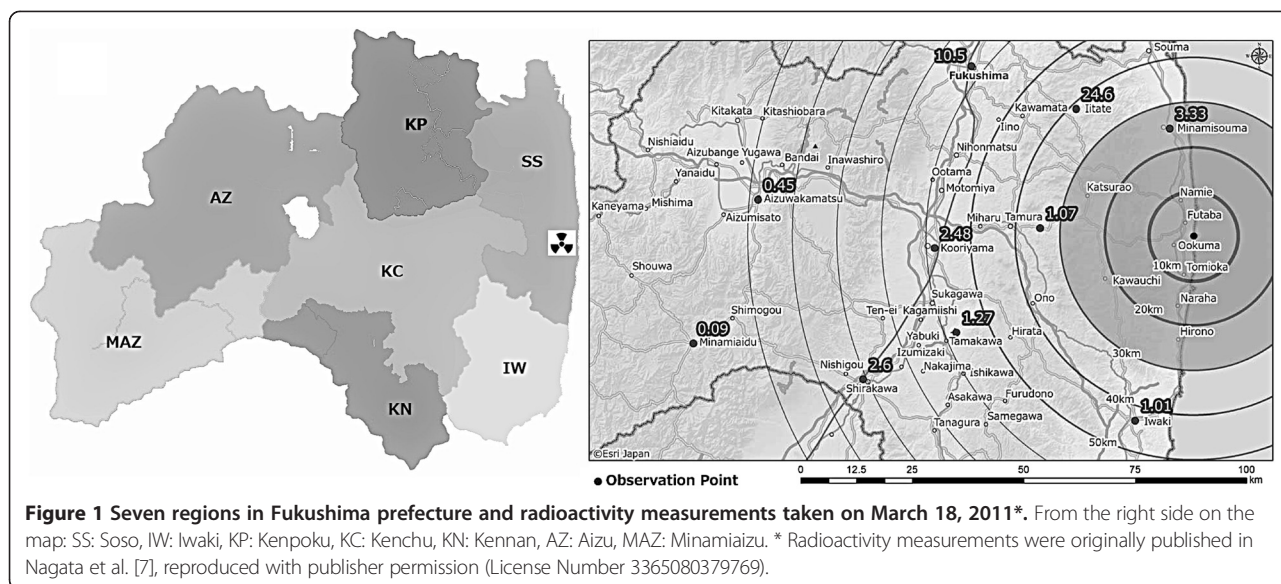 KP
SS
AZ
KC
MAZ
IW
KN
Souma
10.5
Fukushima
24.6
Kawamata
Iitate
Iino
3.33
Minamisouma
Kitakata
Kitashiobara
Nishiaidu
Aizubange
Yugawa
Bandai
Inawashiro
Nihonmatsu
Yanaidu
Ootama
Motomiya
Katsurao
Namie
0.45
Aizuwakamatsu
Kaneyama
Mishima
Aizumisato
Miharu
Tamura
1.07
Futaba
2.48
Kooriyama
Ookuma
10km
Tomioka
Shouwa
Kawauchi
Sukagawa
Ono
20km
Naraha
Shimogou
Ten-ei
Kagamiishi
1.27
Hirata
Hirono
0.09
Minamiaidu
Yabuki
Tamakawa
Izumizaki
30km
Nishigou
2.6
Nakajima
Ishikawa
Shirakawa
Asakawa
Furudono
40km
1.01
Iwaki
Tanagura
Samegawa
50km
©Esri Japan
N
Observation Point
0
12.5
25
50
75
100
km
Figure 1 Seven regions in Fukushima prefecture and radioactivity measurements taken on March 18, 2011*. From the right side on the
map: SS: Soso, IW: Iwaki, KP: Kenpoku, KC: Kenchu, KN: Kennan, AZ: Aizu, MAZ: Minamiaizu. * Radioactivity measurements were originally published in
Nagata et al. [7], reproduced with publisher permission (License Number 3365080379769).